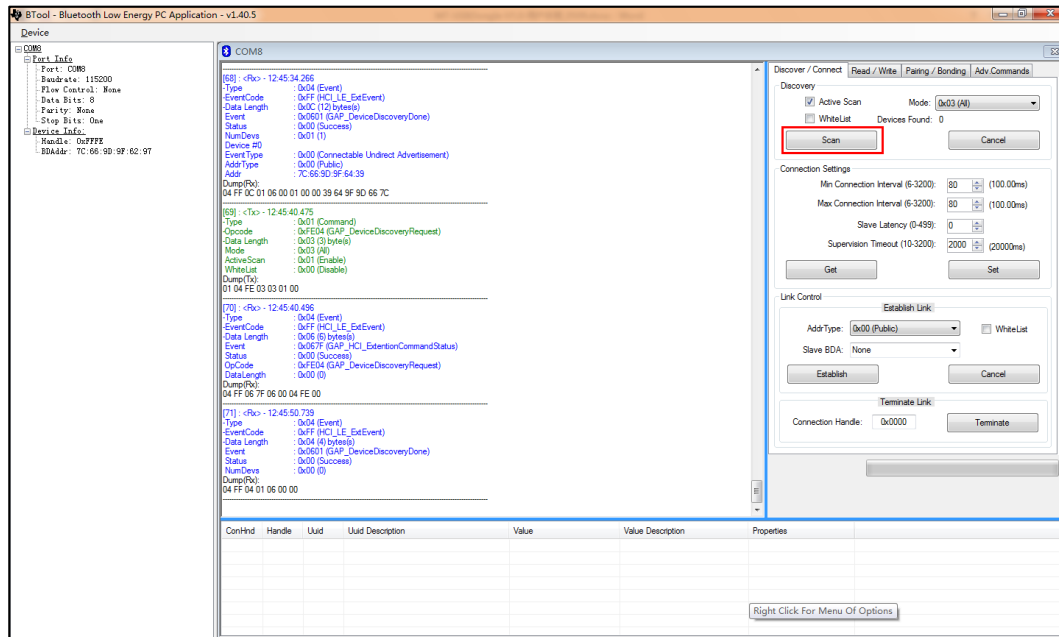 BTool - Bluetooth Low Energy PC Application - v1.40.5
Device
COM8
Port Info
Port: COM8
Baudrate: 115200
Flow Control: None
Data Bits: 8
Parity: None
Stop Bits: One
Device Info:
Handle: 0xFFFE
BDAddr: 7C:66:9D:9F:62:97
COM8
[68] : <Rx> - 12:45:34.266
-Type : 0x04 (Event)
-EventCode : 0xFF (HCI_LE_ExtEvent)
-Data Length : 0x0C (12) bytes(s)
Event : 0x0601 (GAP_DeviceDiscoveryDone)
Status : 0x00 (Success)
NumDevs : 0x01 (1)
Device #0
EventType : 0x00 (Connectable Undirect Advertisement)
AddrType : 0x00 (Public)
Addr : 7C:66:9D:9F:64:39
Dump(Rx):
04 FF 0C 01 06 00 01 00 00 39 64 9F 9D 66 7C
[69] : <Tx> - 12:45:40.475
-Type : 0x01 (Command)
-Opcode : 0xFE04 (GAP_DeviceDiscoveryRequest)
-Data Length : 0x03 (3) byte(s)
Mode : 0x03 (All)
ActiveScan : 0x01 (Enable)
WhiteList : 0x00 (Disable)
Dump(Tx):
01 04 FE 03 03 01 00
[70] : <Rx> - 12:45:40.496
-Type : 0x04 (Event)
-EventCode : 0xFF (HCI_LE_ExtEvent)
-Data Length : 0x06 (6) bytes(s)
Event : 0x067F (GAP_HCI_ExtentionCommandStatus)
Status : 0x00 (Success)
OpCode : 0xFE04 (GAP_DeviceDiscoveryRequest)
DataLength : 0x00 (0)
Dump(Rx):
04 FF 06 7F 06 00 04 FE 00
[71] : <Rx> - 12:45:50.739
-Type : 0x04 (Event)
-EventCode : 0xFF (HCI_LE_ExtEvent)
-Data Length : 0x04 (4) bytes(s)
Event : 0x0601 (GAP_DeviceDiscoveryDone)
Status : 0x00 (Success)
NumDevs : 0x00 (0)
Dump(Rx):
04 FF 04 01 06 00 00
Discover / Connect Read / Write Pairing / Bonding Adv.Commands
Discovery
Active Scan Mode: 0x03 (All)
WhiteList Devices Found: 0
Scan Cancel
Connection Settings
Min Connection Interval (6-3200): 80 (100.00ms)
Max Connection Interval (6-3200): 80 (100.00ms)
Slave Latency (0-499): 0
Supervision Timeout (10-3200): 2000 (20000ms)
Get Set
Link Control
Establish Link
AddrType: 0x00 (Public) WhiteList
Slave BDA: None
Establish Cancel
Terminate Link
Connection Handle: 0x0000 Terminate
ConHnd Handle Uuid Uuid Description Value Value Description Properties
Right Click For Menu Of Options